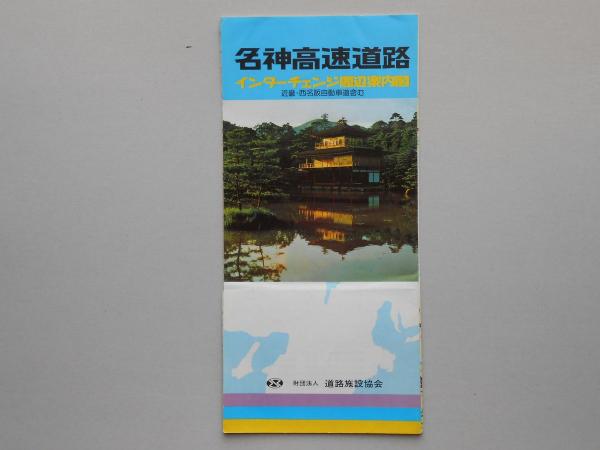 名神高速道路
インターチェンジ周辺案内図
近畿・西名阪自動車道含む
財団法人 道路施設協会